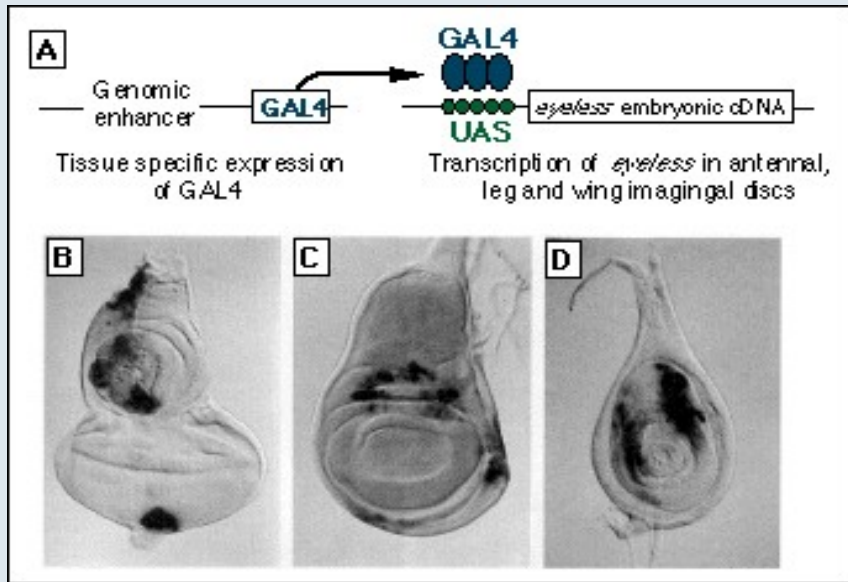 A
GAL4
Genomic
enhancer
GAL4
eyeless embryonic cDNA
UAS
Tissue specific expression
of GAL4
Transcription of eyeless in antennal,
leg and wing imagingal discs
B
C
D